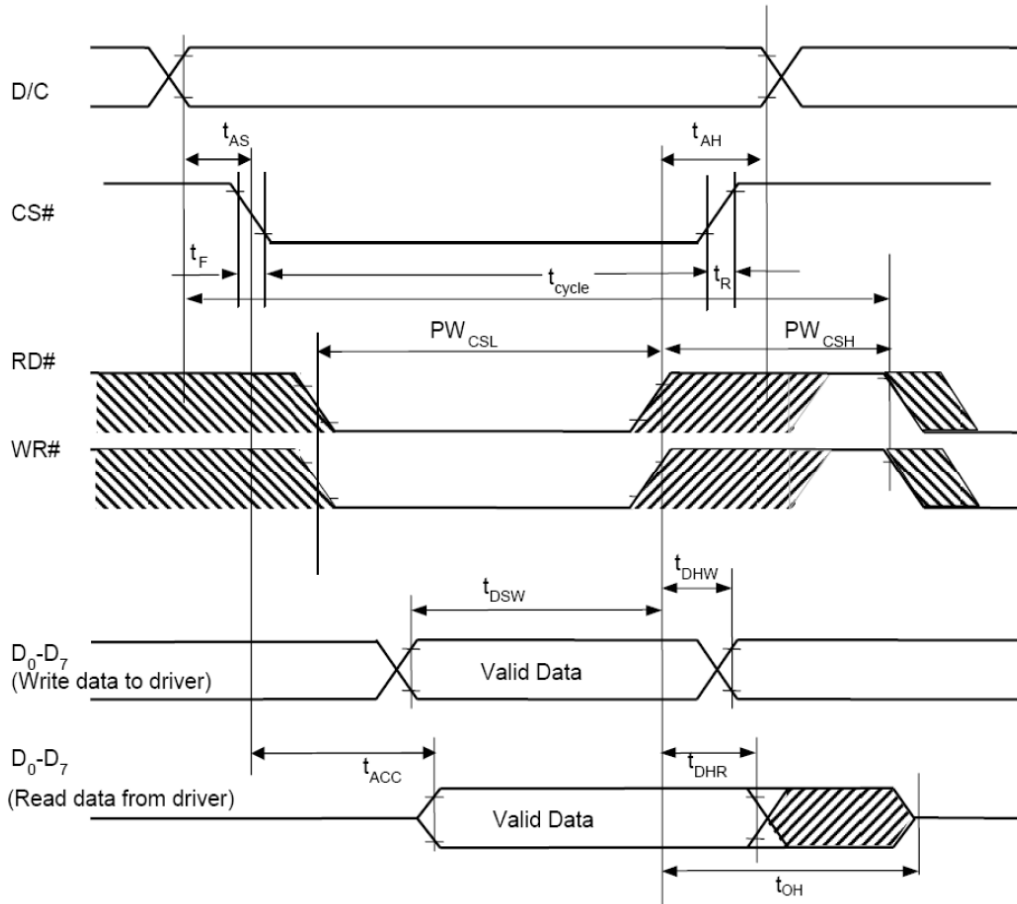 D/C
tAS
tAH
CS#
tF
tcycle
tR
PWCSL
PWCSH
RD#
WR#
tDSW
tDHW
D0-D7
(Write data to driver)
Valid Data
D0-D7
tACC
tDHR
(Read data from driver)
Valid Data
tOH